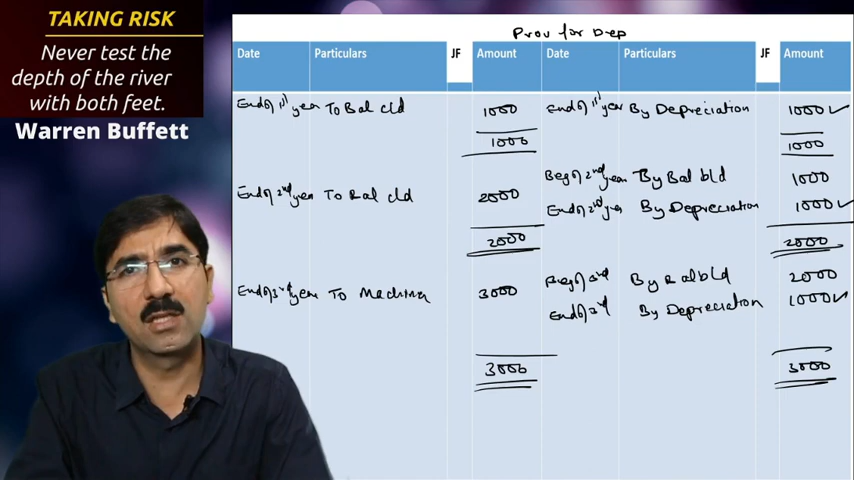 TAKING RISK
Never test the
depth of the river
with both feet.
Warren Buffett
Prov for Dep
Date Particulars JF Amount Date Particulars JF Amount
End of 1st year To Bal c/d 1000 End of 1st year By Depreciation 1000 ✓
1000 1000
Beg of 2nd year By Bal b/d 1000
End of 2nd year To Bal c/d 2000 End of 2nd year By Depreciation 1000 ✓
2000 2000
Beg of 3rd By Bal b/d 2000
End of 3rd year To Machine 3000 End of 3rd By Depreciation 1000 ✓
3000 3000